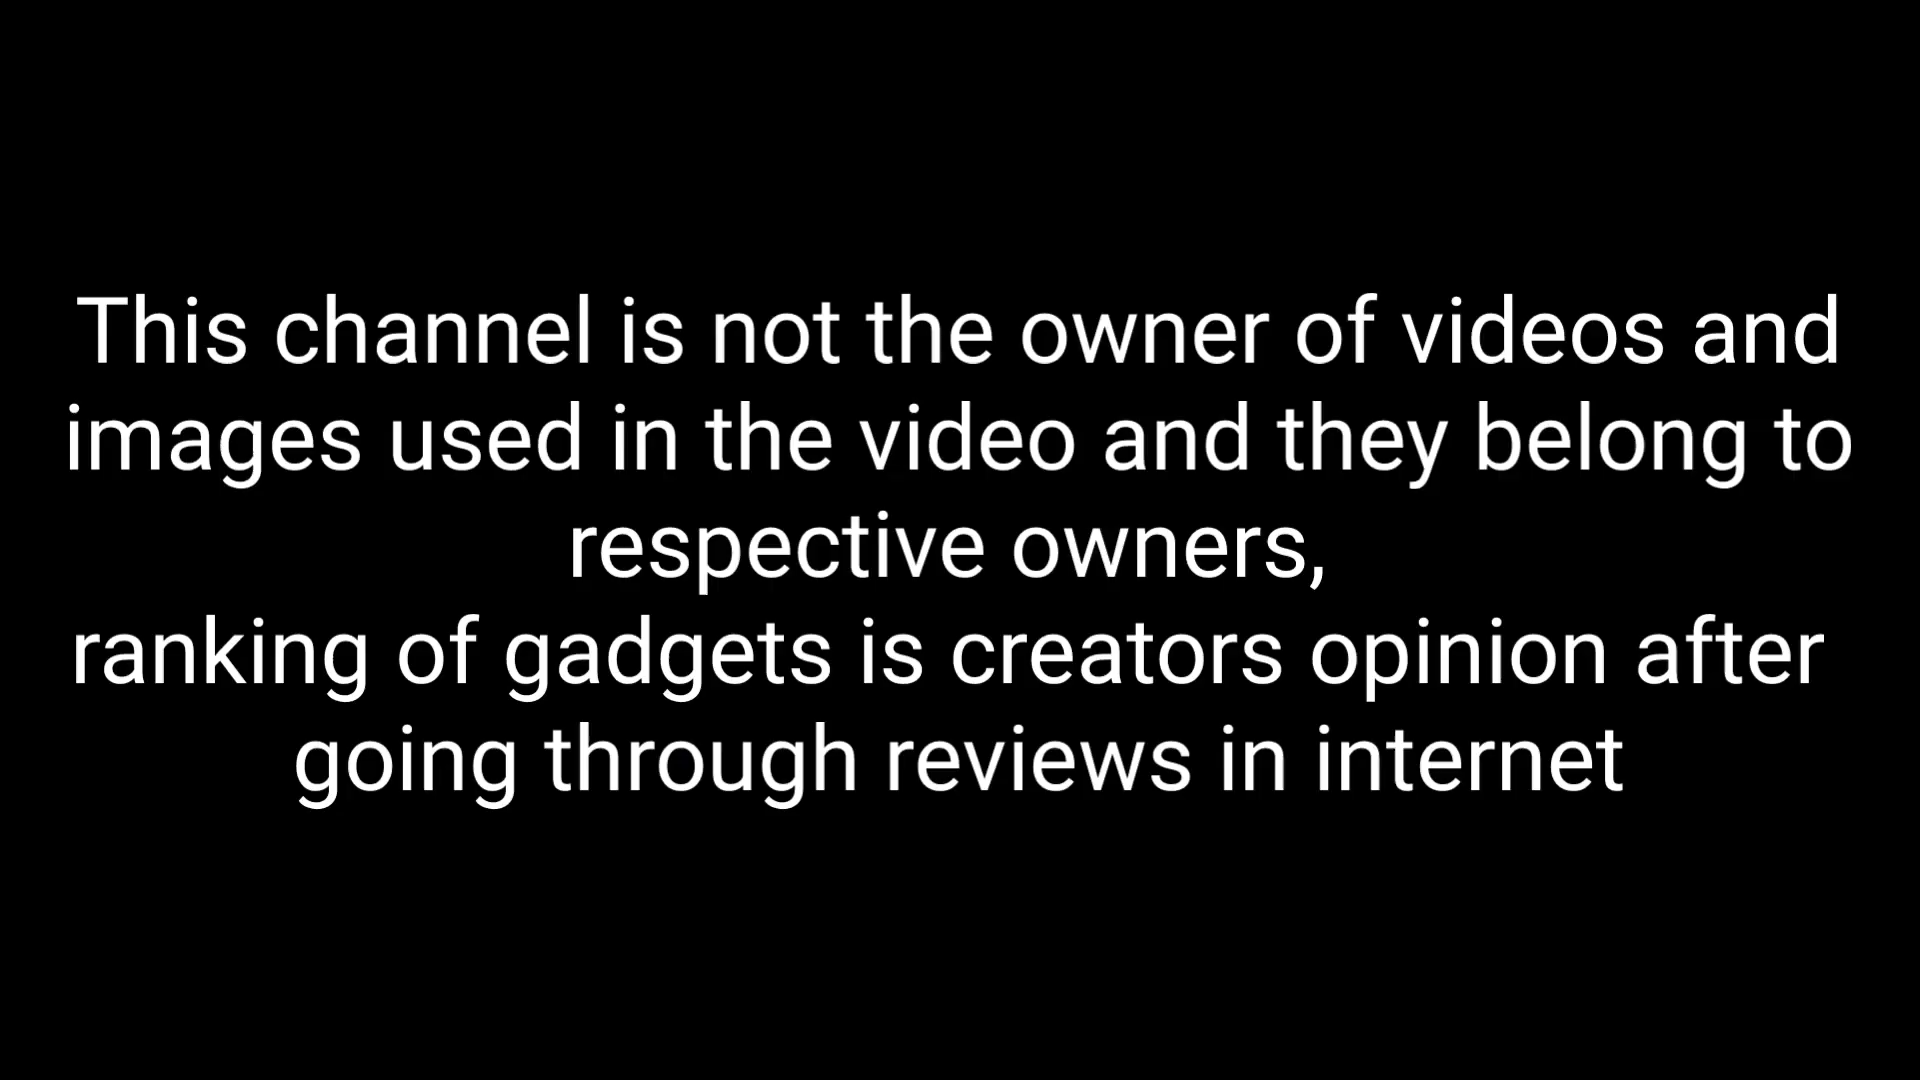 This channel is not the owner of videos and
images used in the video and they belong to
respective owners,
ranking of gadgets is creators opinion after
going through reviews in internet